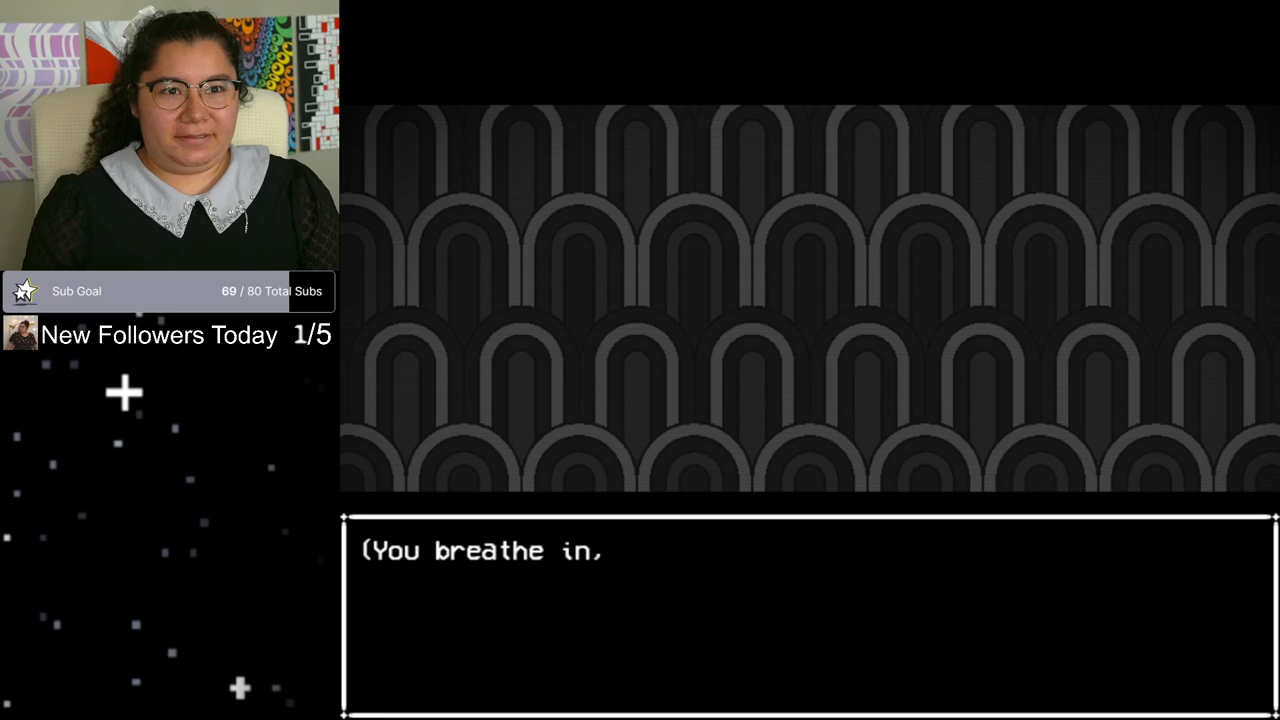 Sub Goal
69 / 80 Total Subs
New Followers Today 1/5
(You breathe in,